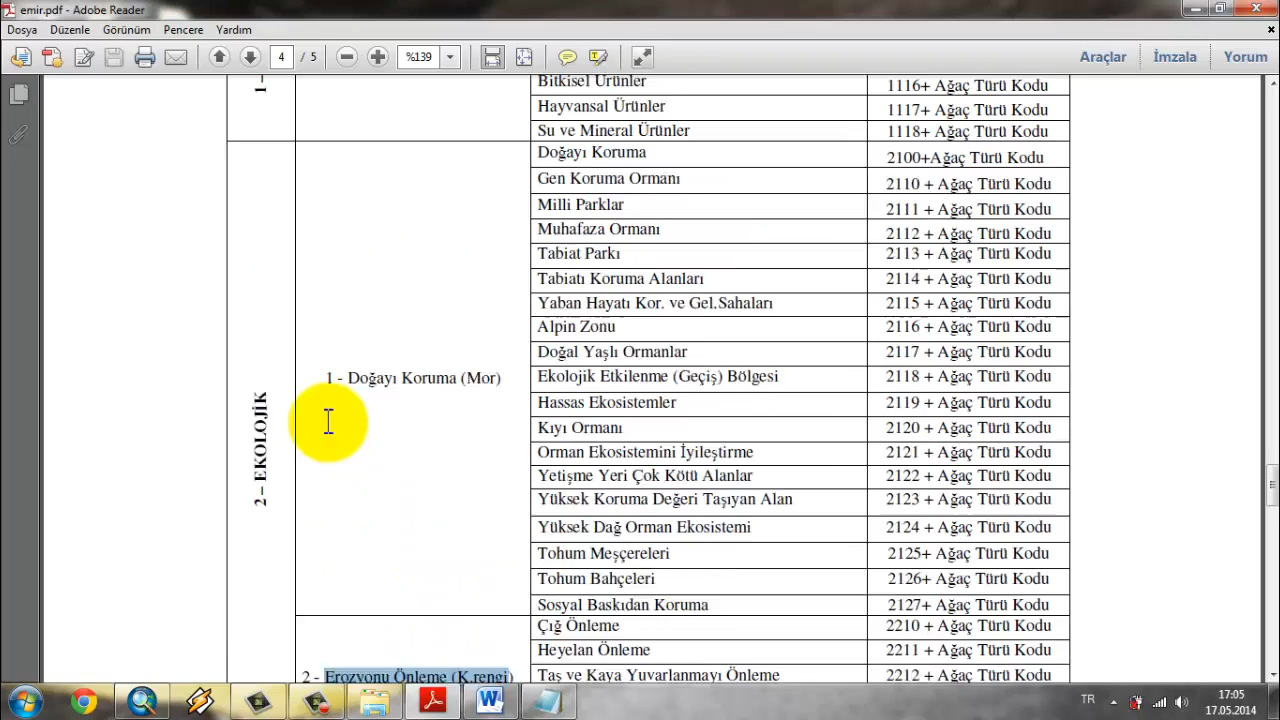 emir.pdf - Adobe Reader
Dosya Düzenle Görünüm Pencere Yardım
4 / 5 %139 Araçlar İmzala Yorum
1 –
Bitkisel Ürünler 1116+ Ağaç Türü Kodu
Hayvansal Ürünler 1117+ Ağaç Türü Kodu
Su ve Mineral Ürünler 1118+ Ağaç Türü Kodu
2 – EKOLOJİK
1 - Doğayı Koruma (Mor)
Doğayı Koruma 2100+Ağaç Türü Kodu
Gen Koruma Ormanı 2110 + Ağaç Türü Kodu
Milli Parklar 2111 + Ağaç Türü Kodu
Muhafaza Ormanı 2112 + Ağaç Türü Kodu
Tabiat Parkı 2113 + Ağaç Türü Kodu
Tabiatı Koruma Alanları 2114 + Ağaç Türü Kodu
Yaban Hayatı Kor. ve Gel.Sahaları 2115 + Ağaç Türü Kodu
Alpin Zonu 2116 + Ağaç Türü Kodu
Doğal Yaşlı Ormanlar 2117 + Ağaç Türü Kodu
Ekolojik Etkilenme (Geçiş) Bölgesi 2118 + Ağaç Türü Kodu
Hassas Ekosistemler 2119 + Ağaç Türü Kodu
Kıyı Ormanı 2120 + Ağaç Türü Kodu
Orman Ekosistemini İyileştirme 2121 + Ağaç Türü Kodu
Yetişme Yeri Çok Kötü Alanlar 2122 + Ağaç Türü Kodu
Yüksek Koruma Değeri Taşıyan Alan 2123 + Ağaç Türü Kodu
Yüksek Dağ Orman Ekosistemi 2124 + Ağaç Türü Kodu
Tohum Meşçereleri 2125+ Ağaç Türü Kodu
Tohum Bahçeleri 2126+ Ağaç Türü Kodu
Sosyal Baskıdan Koruma 2127+ Ağaç Türü Kodu
2 - Erozyonu Önleme (K.rengi)
Çığ Önleme 2210 + Ağaç Türü Kodu
Heyelan Önleme 2211 + Ağaç Türü Kodu
Taş ve Kaya Yuvarlanmayı Önleme 2212 + Ağaç Türü Kodu
TR 17:05
17.05.2014